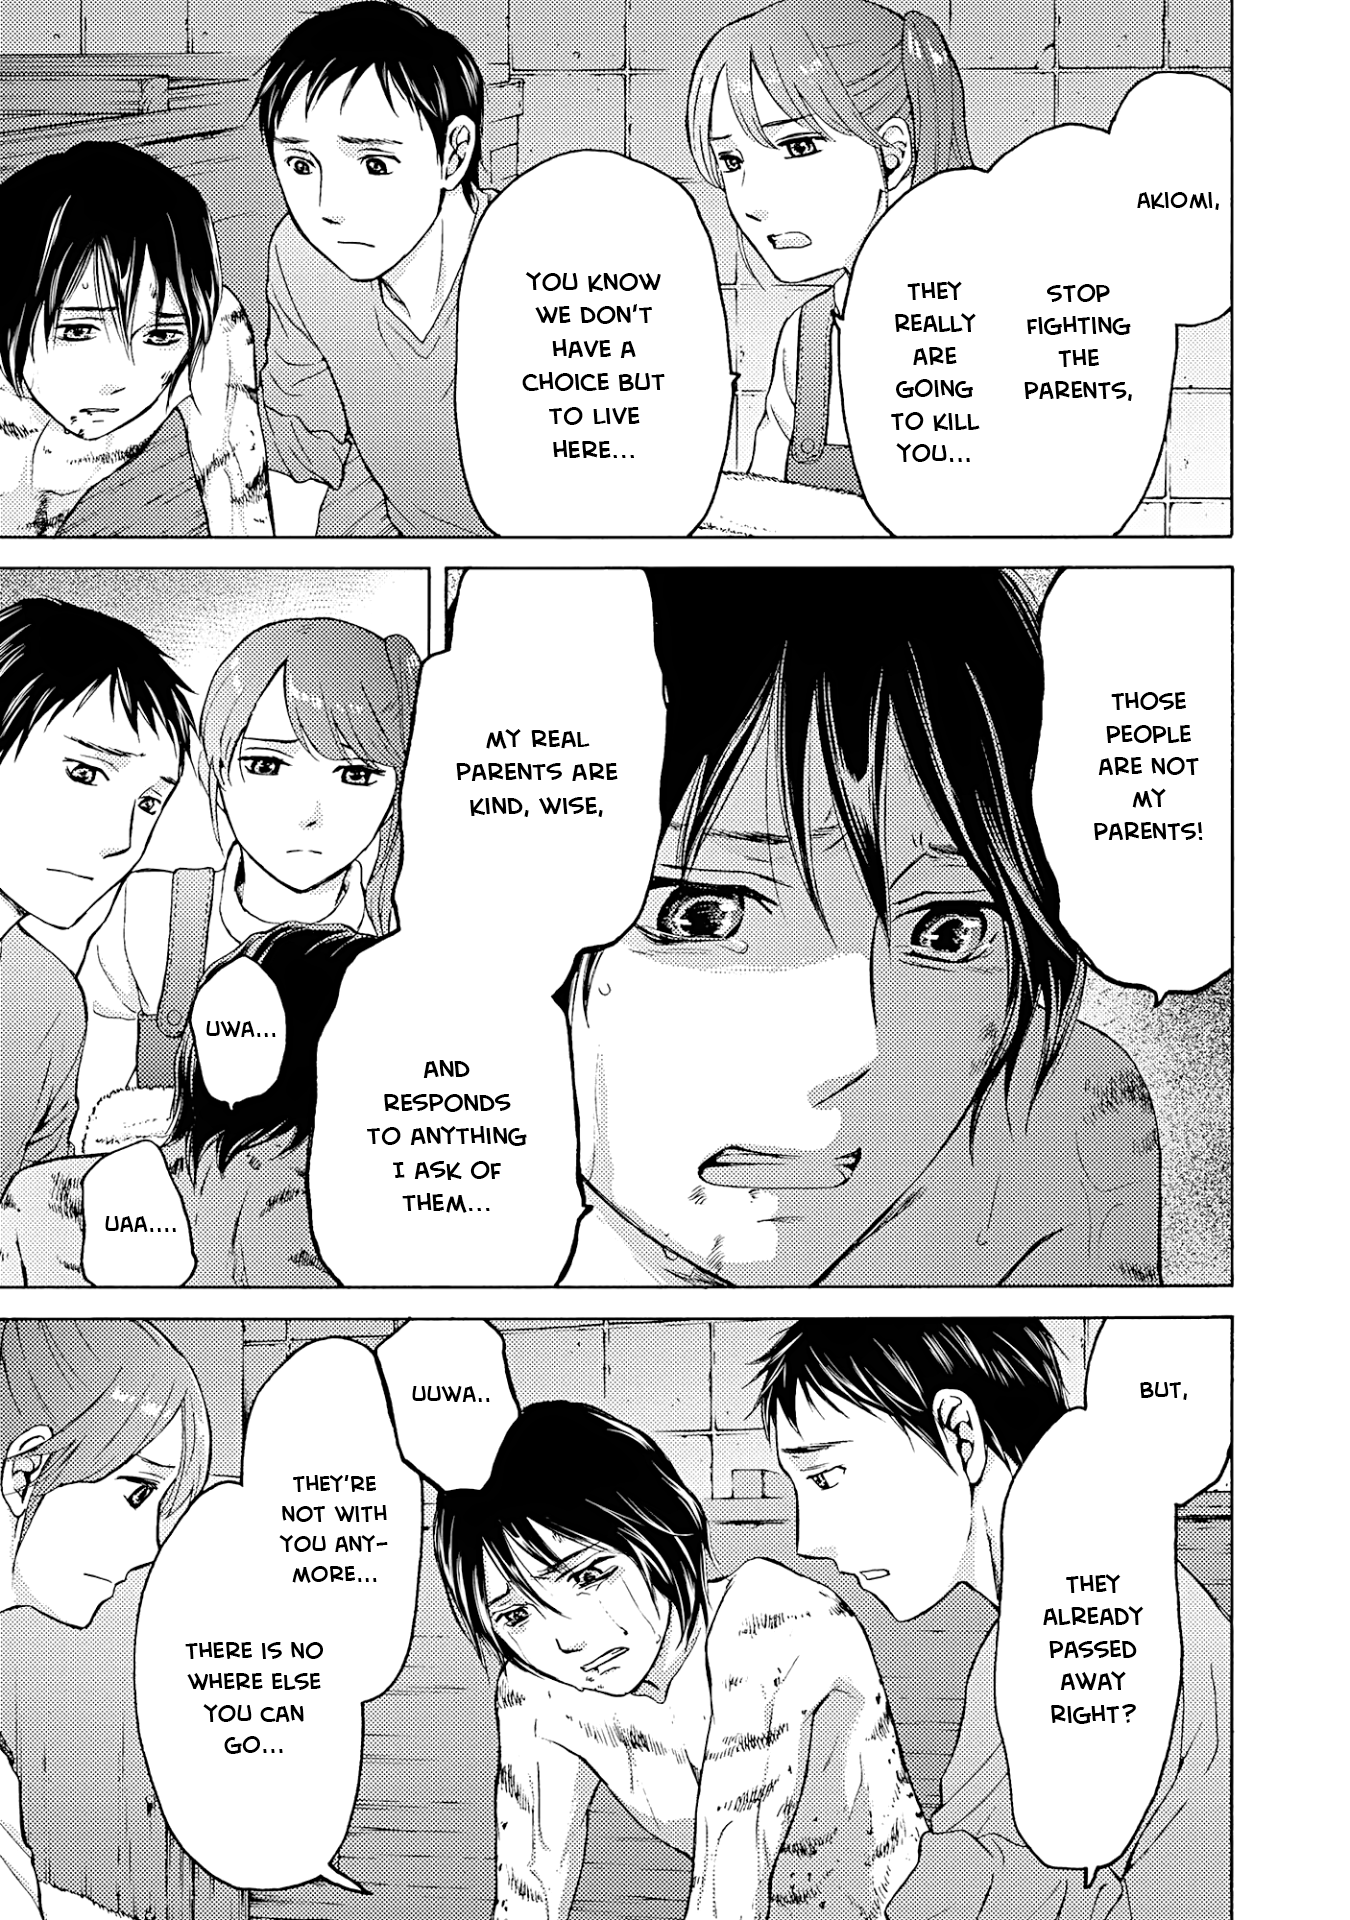 AKIOMI,
STOP
FIGHTING
THE
PARENTS,
THEY
REALLY
ARE
GOING
TO KILL
YOU...
YOU KNOW
WE DON'T
HAVE A
CHOICE BUT
TO LIVE
HERE...
THOSE
PEOPLE
ARE NOT
MY
PARENTS!
MY REAL
PARENTS ARE
KIND, WISE,
AND
RESPONDS
TO ANYTHING
I ASK OF
THEM...
UWA...
UAA....
BUT,
THEY
ALREADY
PASSED
AWAY
RIGHT?
UUWA..
THEY'RE
NOT WITH
YOU ANY-
MORE...
THERE IS NO
WHERE ELSE
YOU CAN
GO...